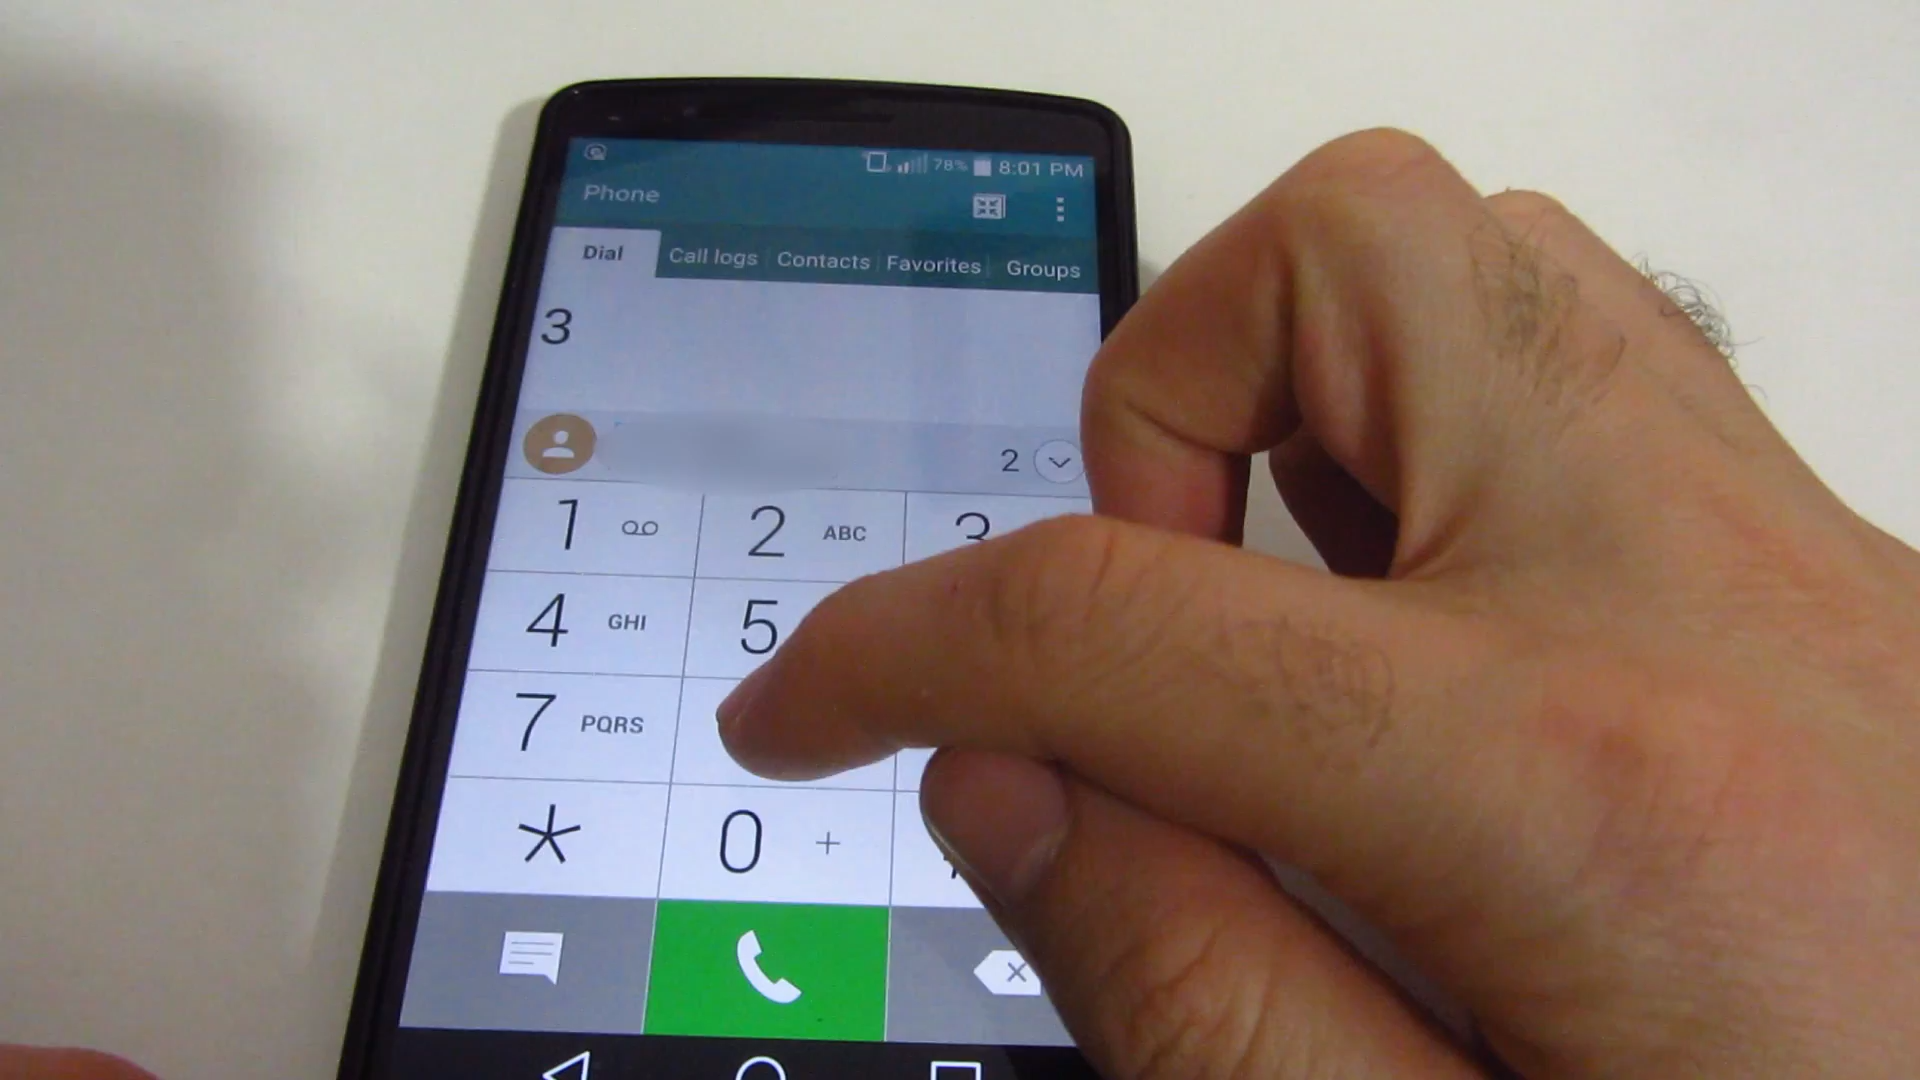 78% 8:01 PM
Phone
Dial Call logs Contacts Favorites Groups
3
2
1 2 ABC 3
4 GHI 5
7 PQRS
* 0 +